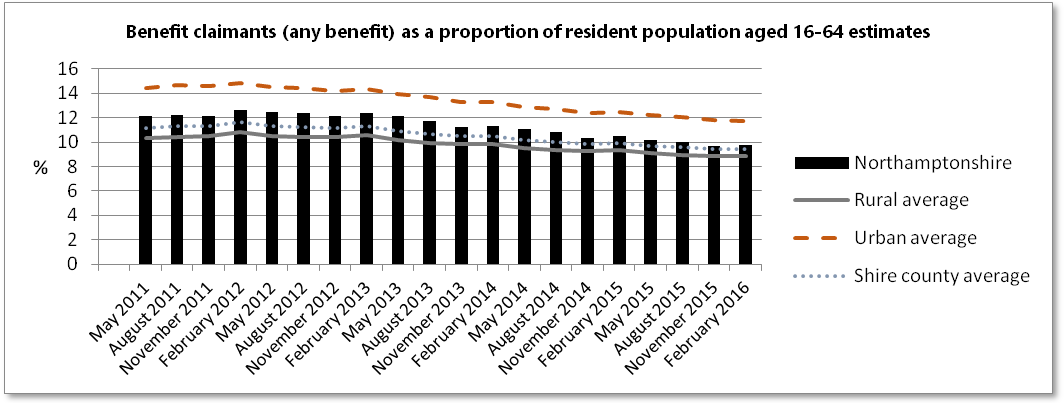 Benefit claimants (any benefit) as a proportion of resident population aged 16-64 estimates
16
14
12
10
8
6
4
2
0
%
May 2011
August 2011
November 2011
February 2012
May 2012
August 2012
November 2012
February 2013
May 2013
August 2013
November 2013
February 2014
May 2014
August 2014
November 2014
February 2015
May 2015
August 2015
November 2015
February 2016
Northamptonshire
Rural average
Urban average
Shire county average